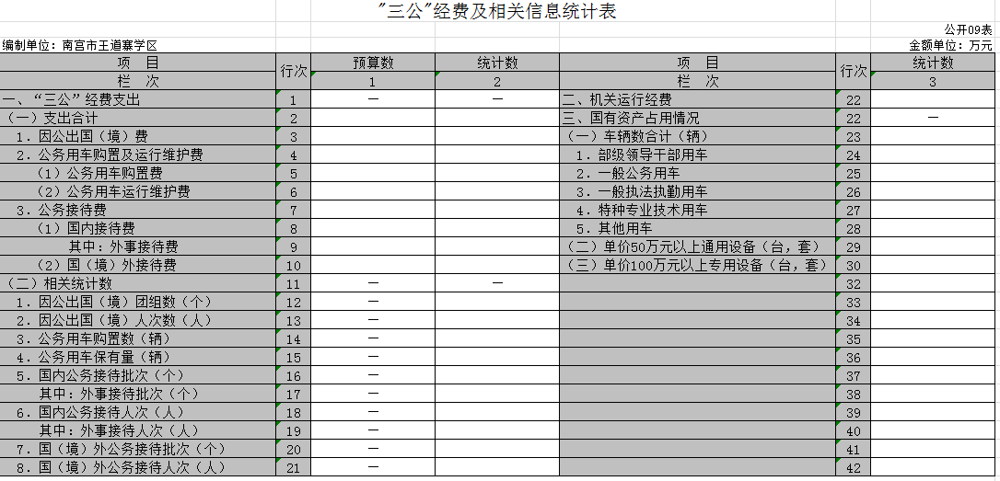 "三公"经费及相关信息统计表
公开09表
编制单位：南宫市王道寨学区 金额单位：万元
项 目 行次 预算数 统计数 项 目 行次 统计数
栏 次 1 2 栏 次 3
一、“三公”经费支出 1 — — 二、机关运行经费 22
（一）支出合计 2 三、国有资产占用情况 22 —
1．因公出国（境）费 3 （一）车辆数合计（辆） 23
2．公务用车购置及运行维护费 4 1．部级领导干部用车 24
（1）公务用车购置费 5 2．一般公务用车 25
（2）公务用车运行维护费 6 3．一般执法执勤用车 26
3．公务接待费 7 4．特种专业技术用车 27
（1）国内接待费 8 5．其他用车 28
其中：外事接待费 9 （二）单价50万元以上通用设备（台，套） 29
（2）国（境）外接待费 10 （三）单价100万元以上专用设备（台，套） 30
（二）相关统计数 11 — — 32
1．因公出国（境）团组数（个） 12 — 33
2．因公出国（境）人次数（人） 13 — 34
3．公务用车购置数（辆） 14 — 35
4．公务用车保有量（辆） 15 — 36
5．国内公务接待批次（个） 16 — 37
其中：外事接待批次（个） 17 — 38
6．国内公务接待人次（人） 18 — 39
其中：外事接待人次（人） 19 — 40
7．国（境）外公务接待批次（个） 20 — 41
8．国（境）外公务接待人次（人） 21 — 42